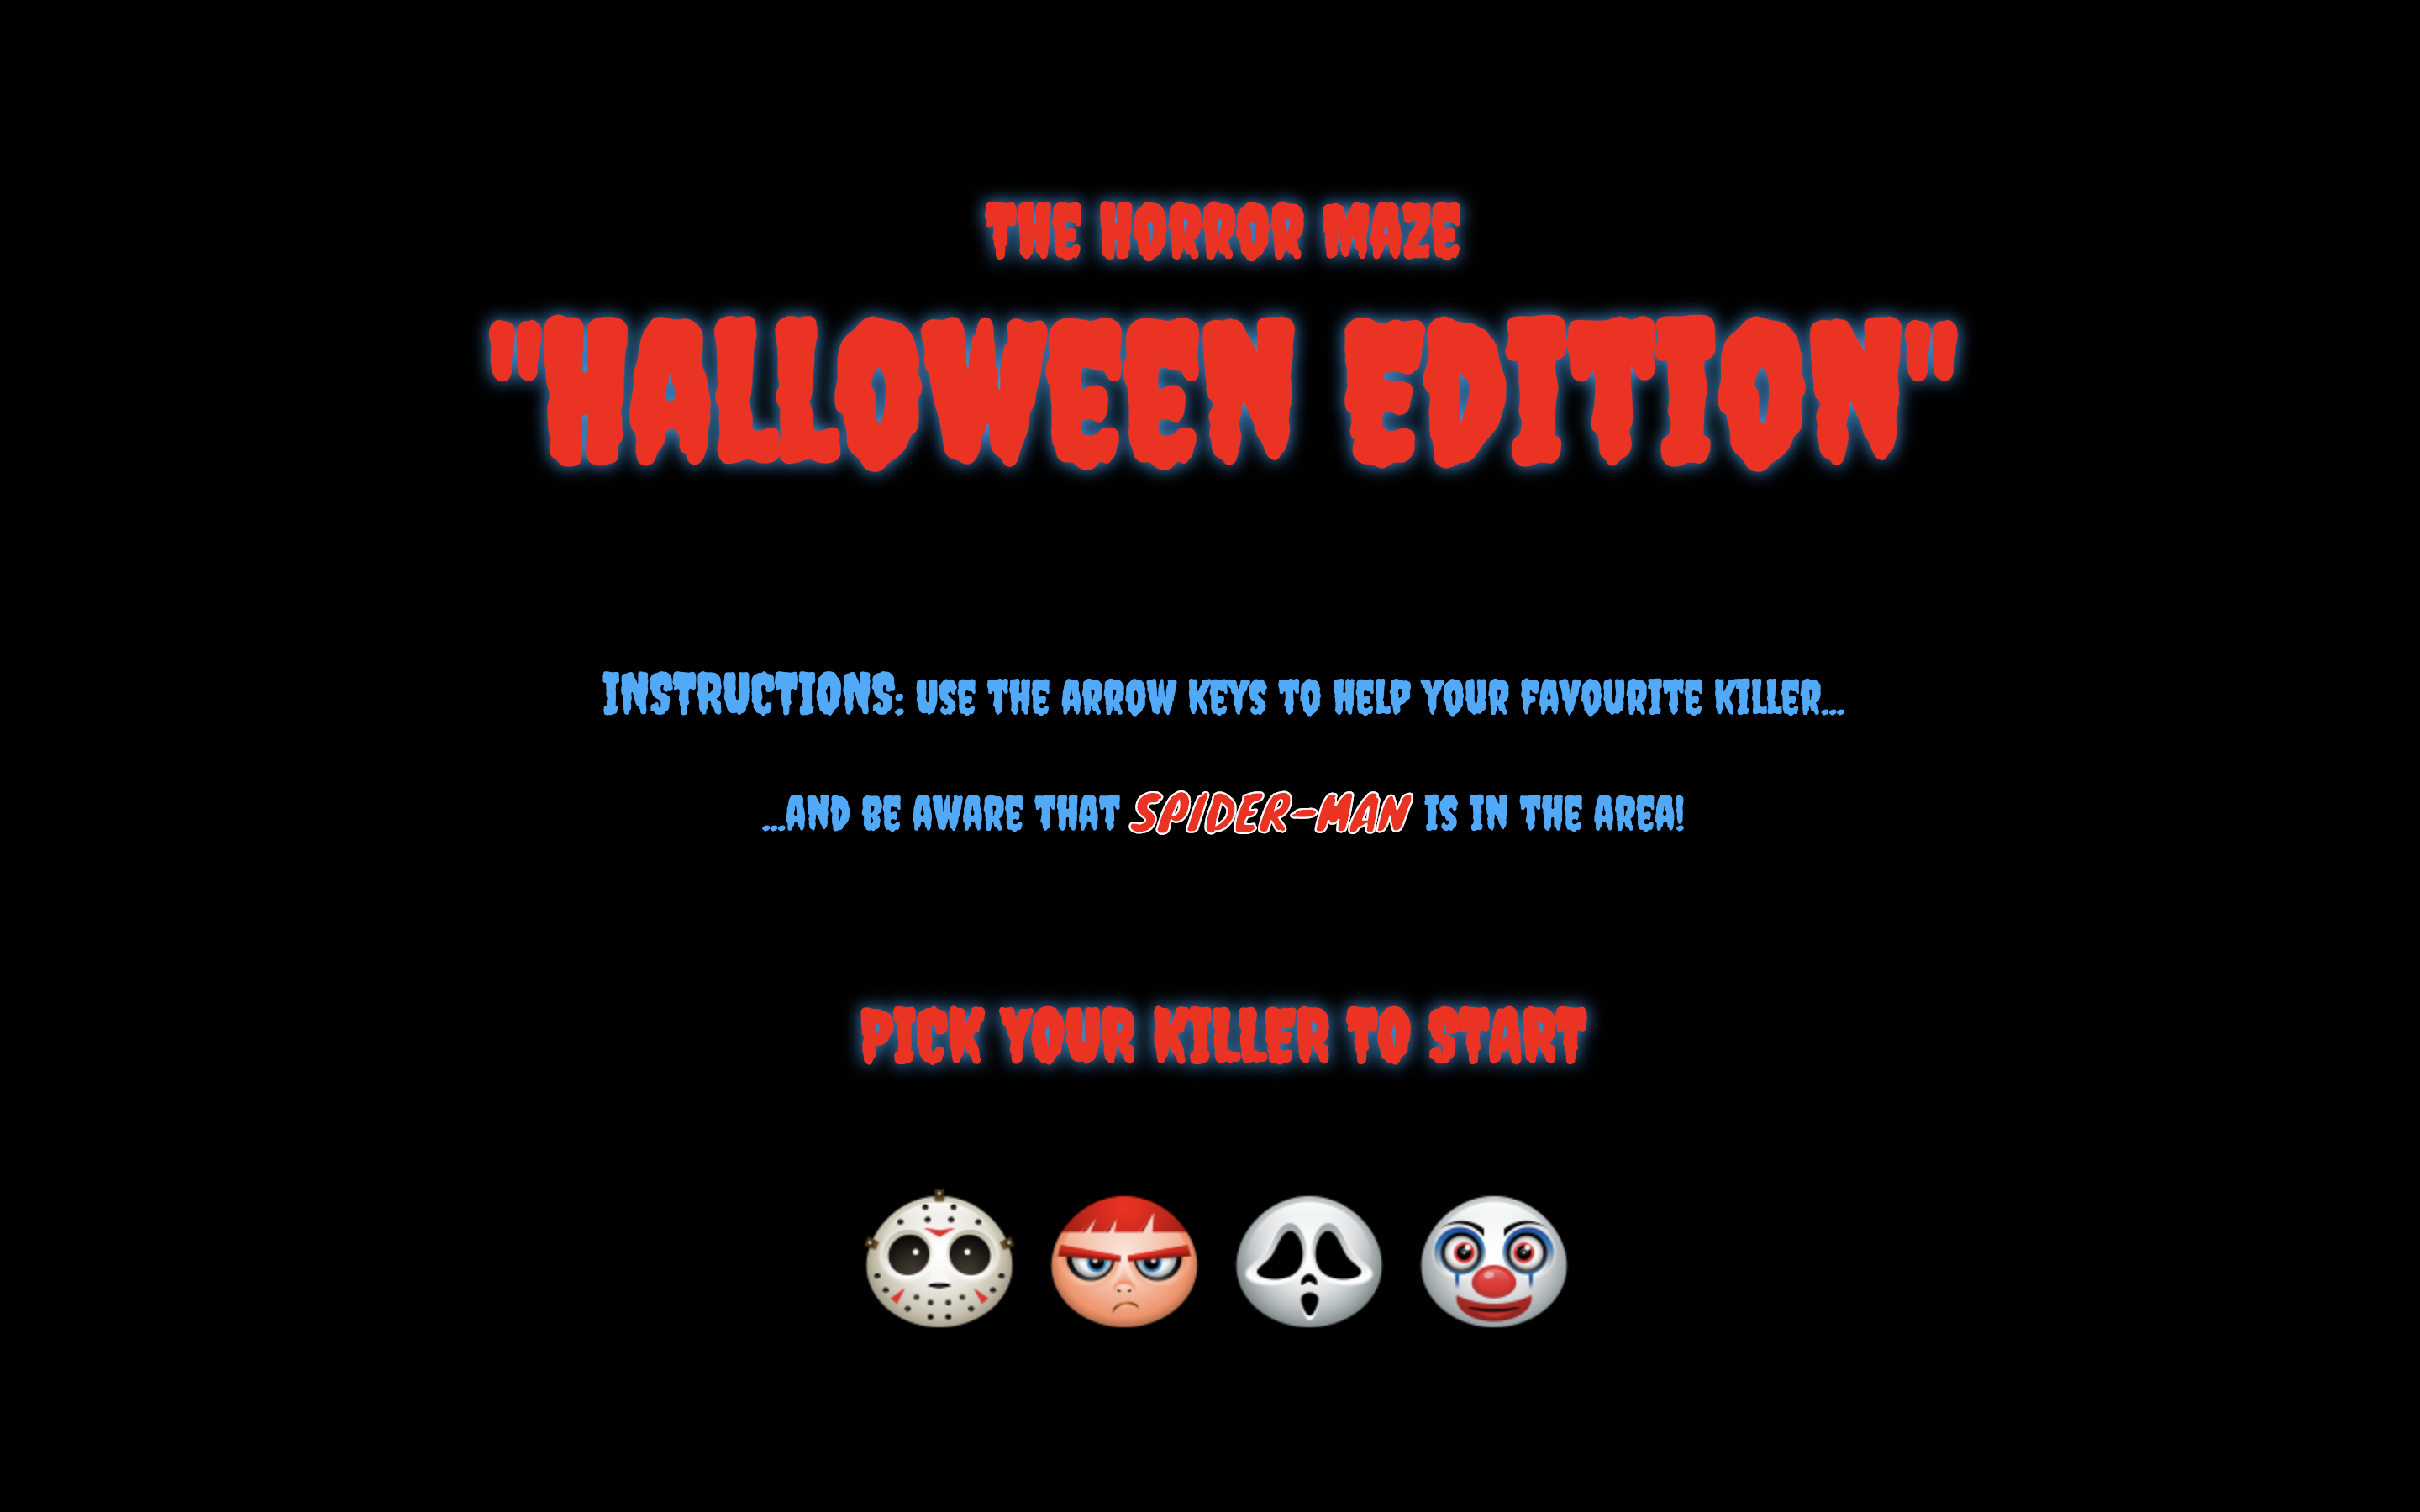 THE HORROR MAZE
"HALLOWEEN EDITION"
INSTRUCTIONS: USE THE ARROW KEYS TO HELP YOUR FAVOURITE KILLER...
...AND BE AWARE THAT SPIDER-MAN IS IN THE AREA!
PICK YOUR KILLER TO START